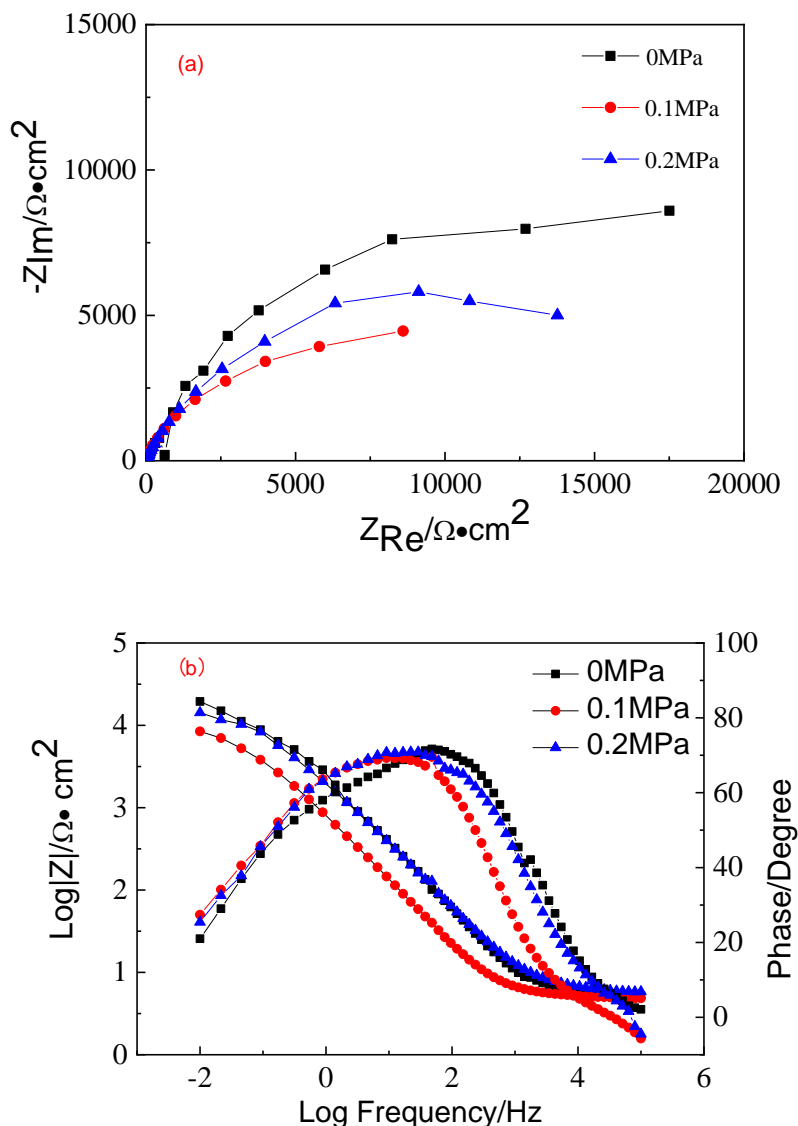 15000
(a)
0MPa
0.1MPa
0.2MPa
10000
5000
0
-ZIm/Ω•cm²
0 5000 10000 15000 20000
ZRe/Ω•cm²
5 100
(b)
0MPa
0.1MPa
0.2MPa
4 80
3 60
2 40
1 20
0 0
Log|Z|/Ω• cm²
Phase/Degree
-2 0 2 4 6
Log Frequency/Hz